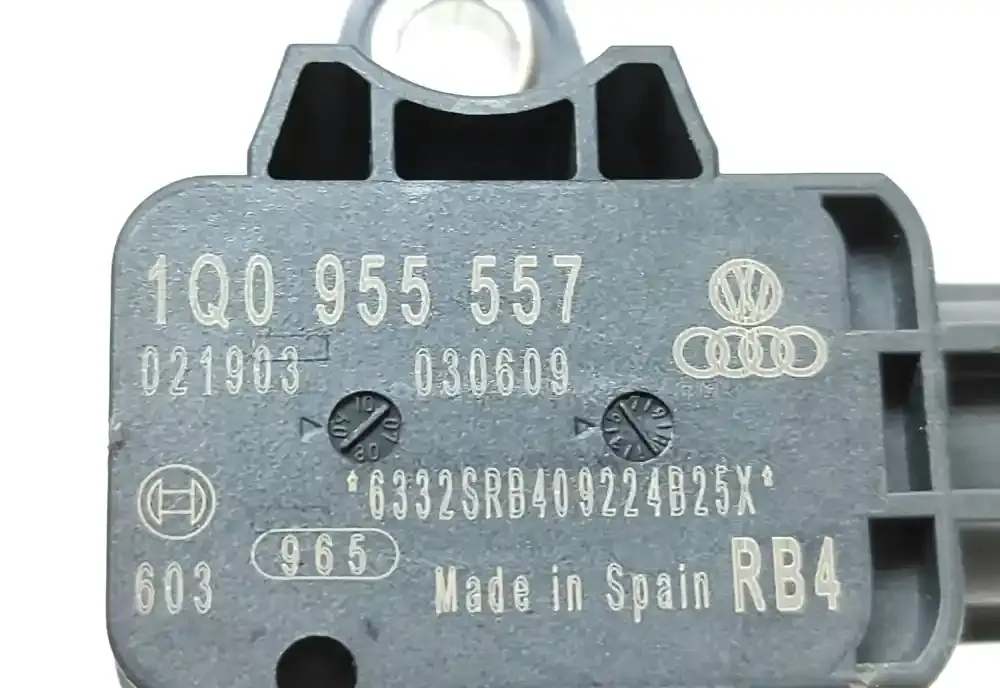 1Q0 955 557
021903 030609
*6332SRB409224B25X*
965
603
Made in Spain RB4